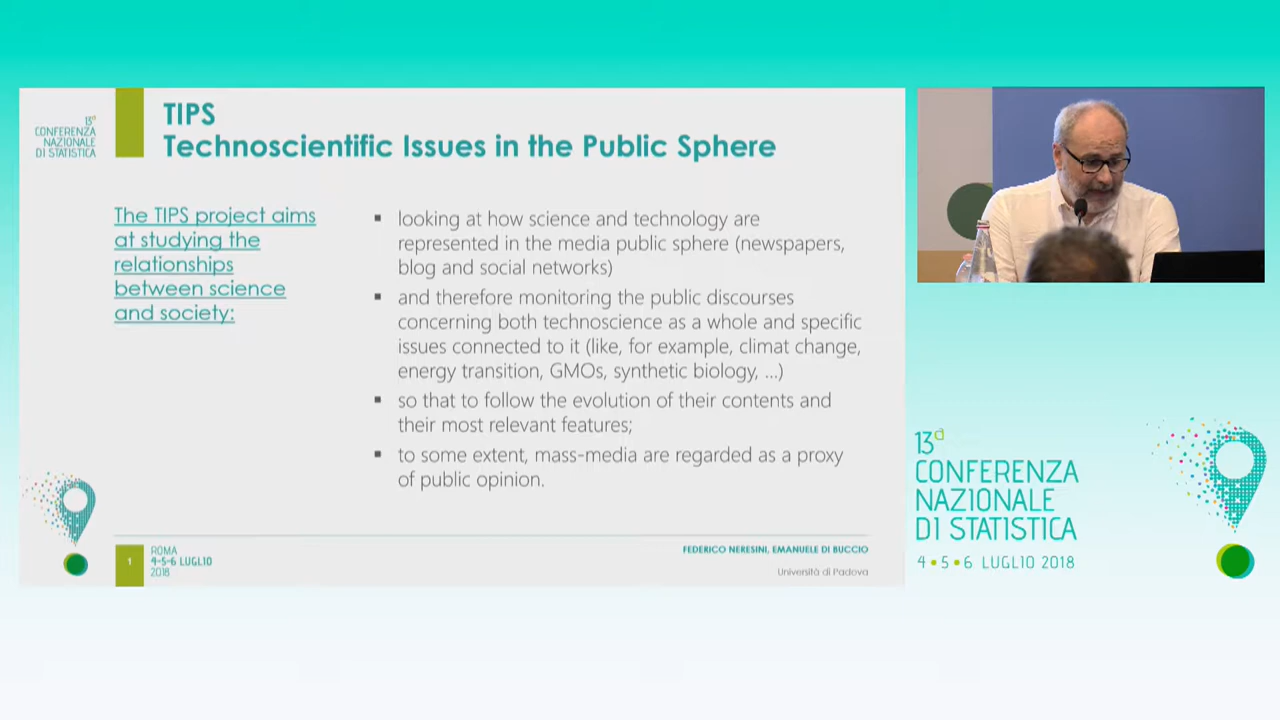 13ª
CONFERENZA
NAZIONALE
DI STATISTICA
TIPS
Technoscientific Issues in the Public Sphere
The TIPS project aims
at studying the
relationships
between science
and society:
▪ looking at how science and technology are
represented in the media public sphere (newspapers,
blog and social networks)
▪ and therefore monitoring the public discourses
concerning both technoscience as a whole and specific
issues connected to it (like, for example, climat change,
energy transition, GMOs, synthetic biology, ...)
▪ so that to follow the evolution of their contents and
their most relevant features;
▪ to some extent, mass-media are regarded as a proxy
of public opinion.
1
ROMA
4-5-6 LUGLIO
2018
FEDERICO NERESINI, EMANUELE DI BUCCIO
Università di Padova
13ª
CONFERENZA
NAZIONALE
DI STATISTICA
4•5•6 LUGLIO 2018